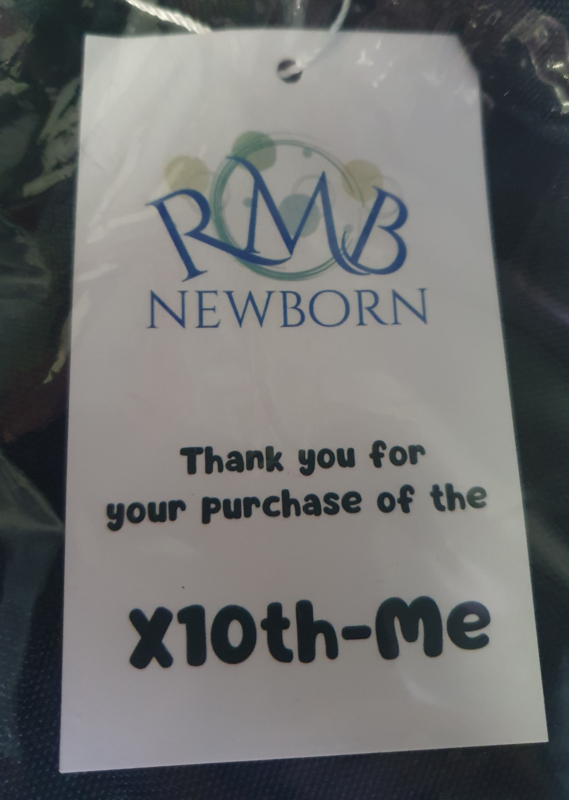 RMB
NEWBORN
Thank you for
your purchase of the
X10th-Me